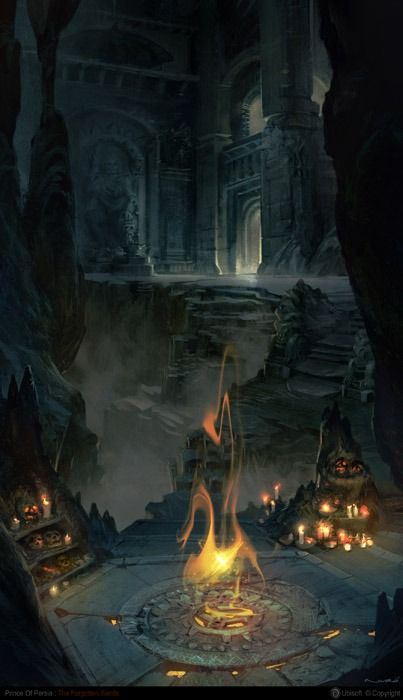 Prince Of Persia : The Forgotten Sands
Ubisoft © Copyright